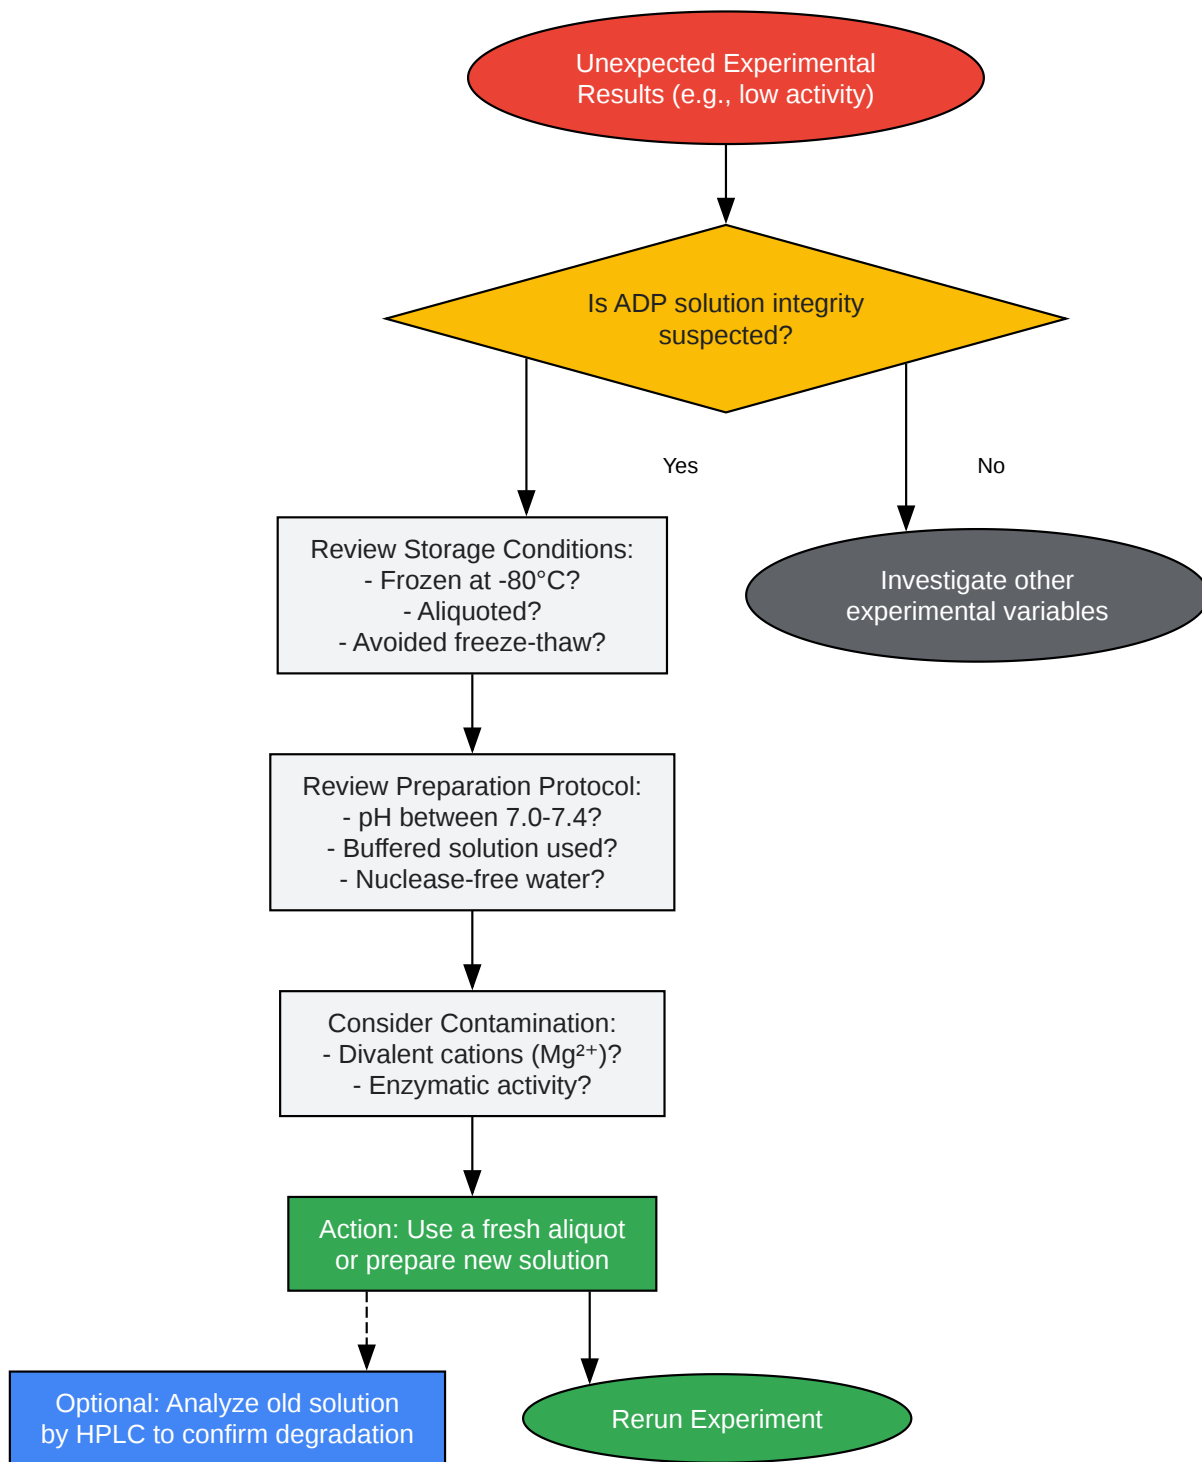 Unexpected Experimental
Results (e.g., low activity)
Is ADP solution integrity
suspected?
Yes
No
Review Storage Conditions:
- Frozen at -80°C?
- Aliquoted?
- Avoided freeze-thaw?
Investigate other
experimental variables
Review Preparation Protocol:
- pH between 7.0-7.4?
- Buffered solution used?
- Nuclease-free water?
Consider Contamination:
- Divalent cations (Mg²⁺)?
- Enzymatic activity?
Action: Use a fresh aliquot
or prepare new solution
Optional: Analyze old solution
by HPLC to confirm degradation
Rerun Experiment